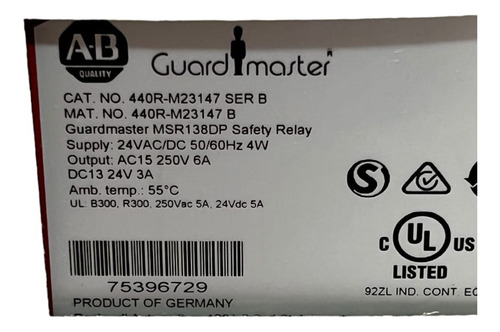 A-B
QUALITY
Guardmaster
CAT. NO. 440R-M23147 SER B
MAT. NO. 440R-M23147 B
Guardmaster MSR138DP Safety Relay
Supply: 24VAC/DC 50/60Hz 4W
Output: AC15 250V 6A
DC13 24V 3A
Amb. temp.: 55°C
UL: B300, R300, 250Vac 5A, 24Vdc 5A
S
C UL US
LISTED
75396729
92ZL IND. CONT. EQ
PRODUCT OF GERMANY